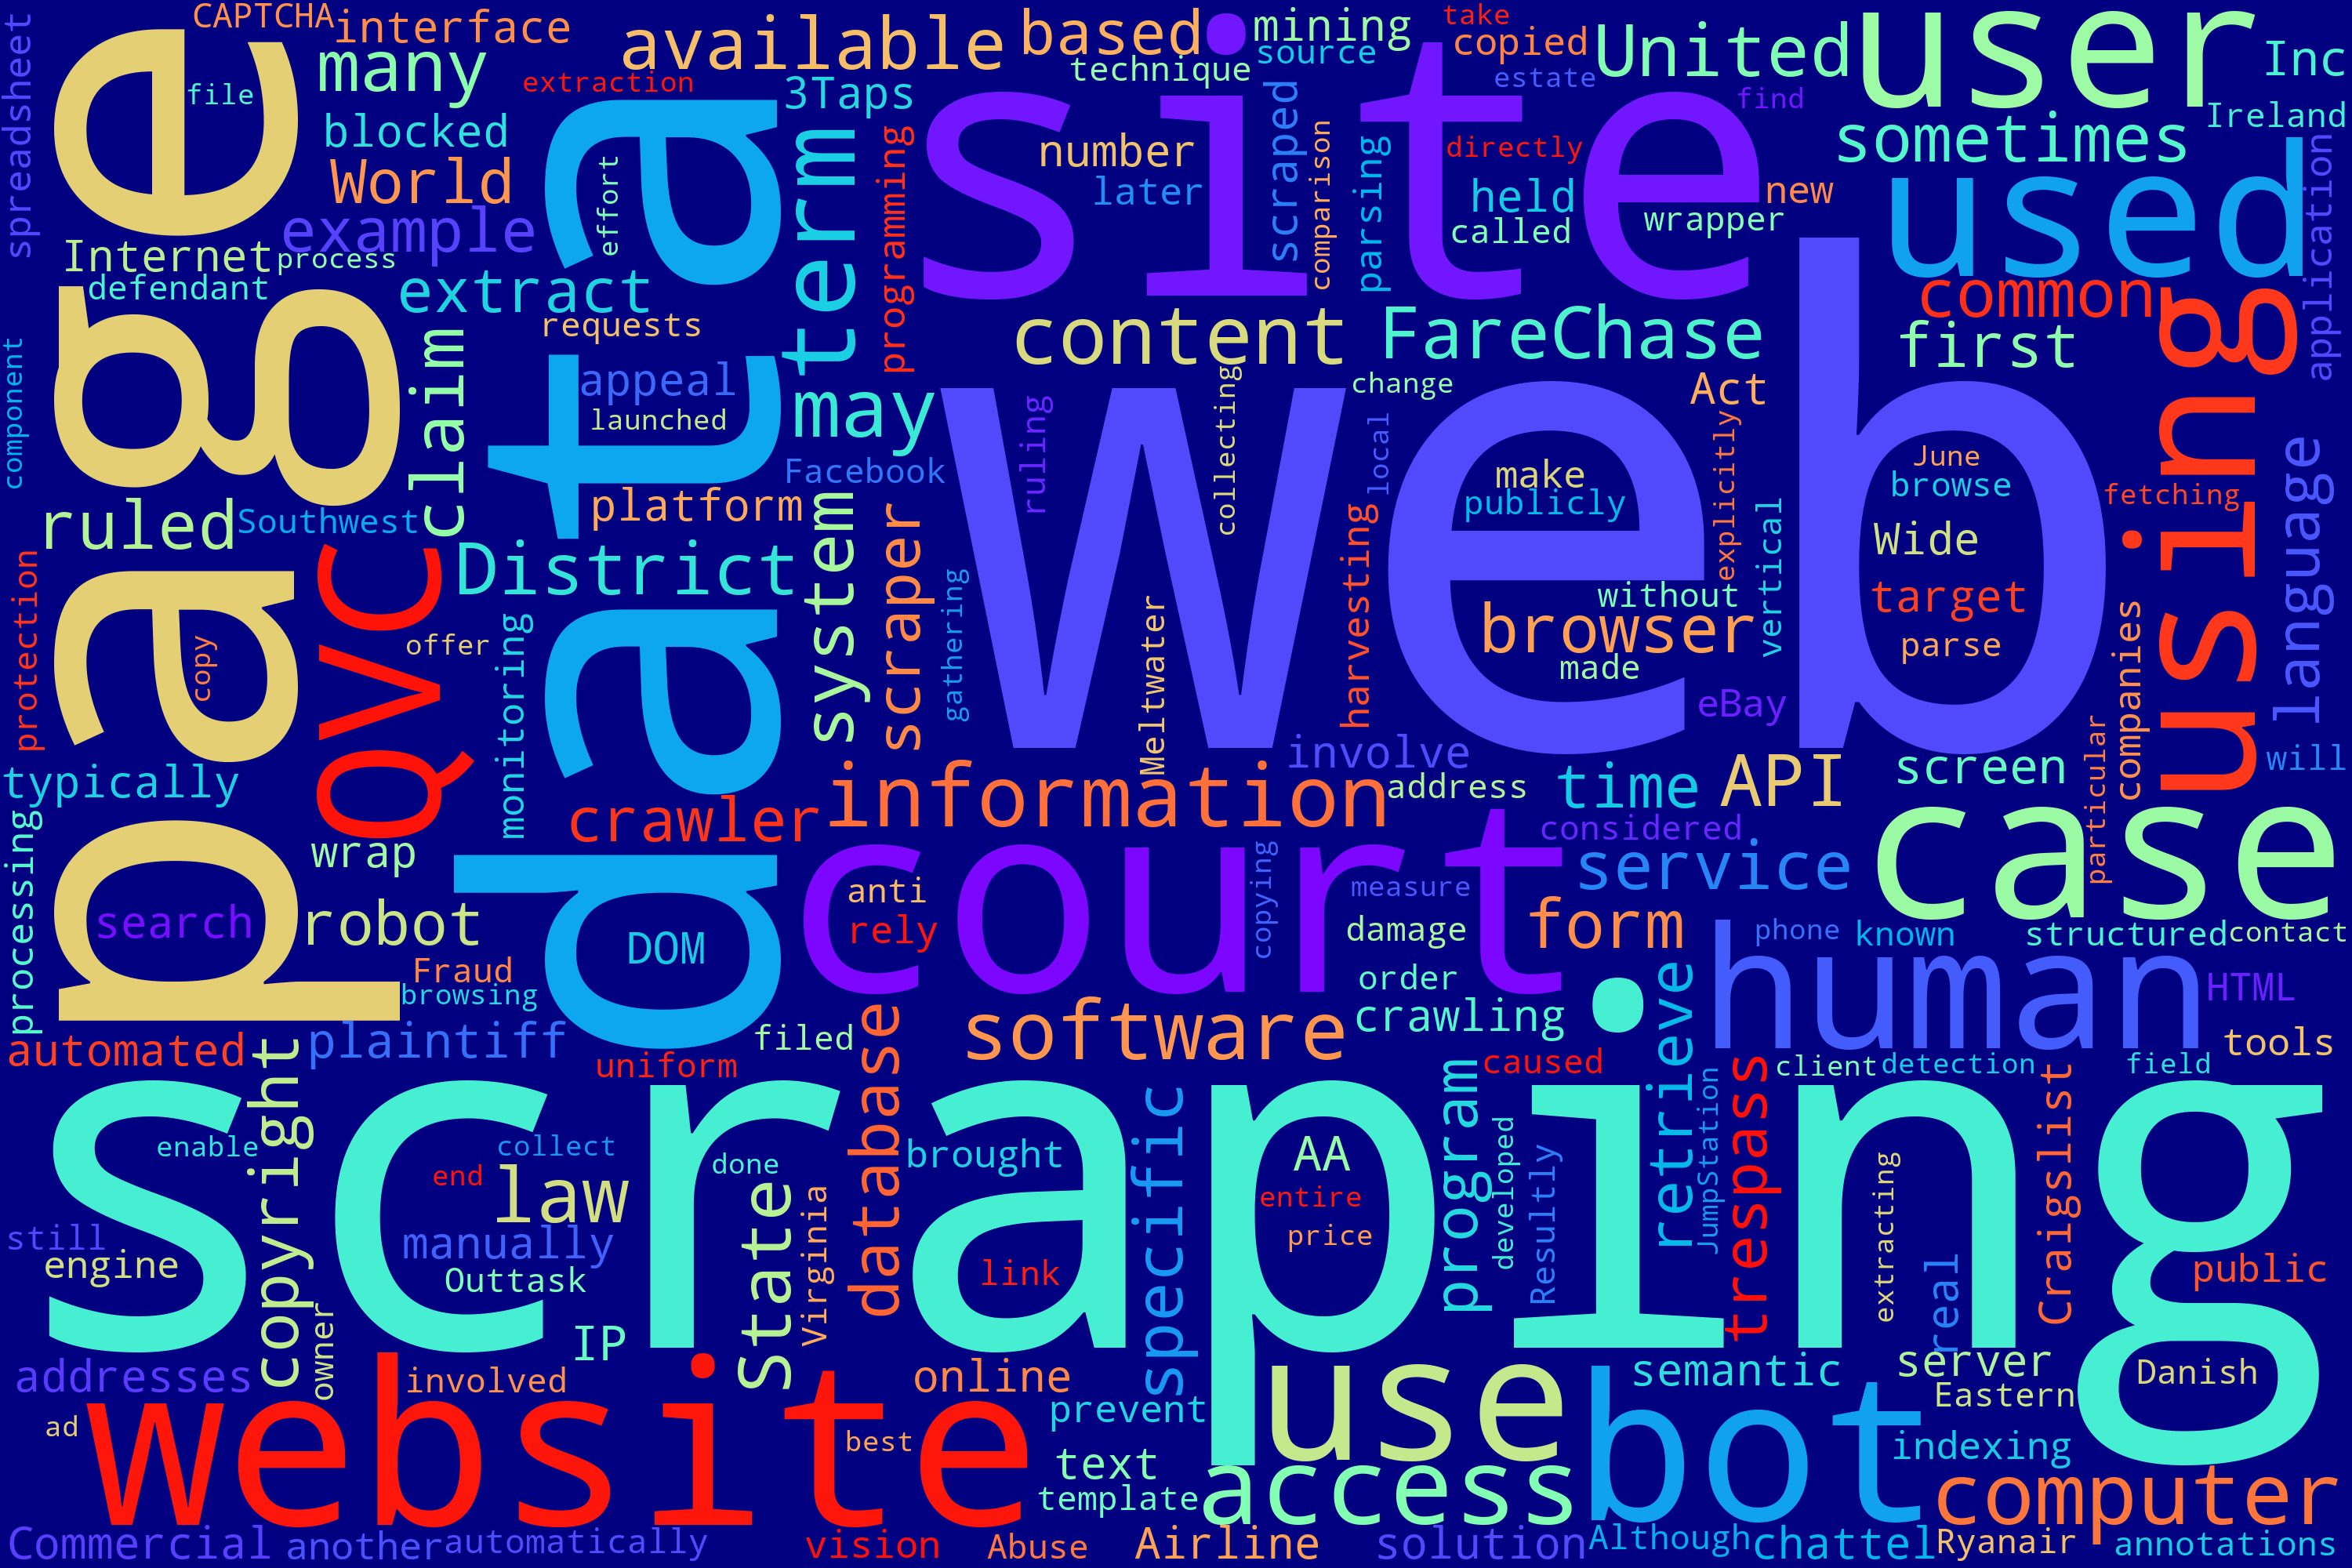 CAPTCHA
interface
available
based
mining
take
copied
United
user
Inc
spreadsheet
file
many
extraction
3Taps
technique
source
estate
find
page
blocked
data
term
programming
site
number
scraped
comparison
parsing
directly
sometimes
Ireland
World
effort
later
held
new
used
application
example
called
wrapper
Internet
process
defendant
extract
requests
content
FareChase
common
using
first
component
claim
appeal
launched
may
web
ruling
collecting
change
local
Act
explicitly
language
ruled
Southwest
platform
Facebook
system
scraper
harvesting
make
publicly
vertical
June
browse
fetching
Wide
protection
QVC
District
monitoring
gathering
Meltwater
without
browser
made
target
parse
companies
copy
offer
eBay
typically
crawler
information
involve
address
time
API
screen
particular
will
processing
wrap
court
considered
service
case
search
robot
DOM
anti
rely
copying
measure
damage
form
phone
known
structured
contact
Fraud
browsing
order
human
HTML
automated
plaintiff
uniform
filed
database
software
crawling
retrieve
tools
copyright
scraping
specific
program
caused
trespass
client
detection
field
enable
collect
end
law
done
State
Virginia
brought
AA
entire
price
developed
Resultly
JumpStation
extracting
real
Craigslist
public
still
engine
manually
Outtask
link
owner
IP
addresses
involved
online
prevent
use
bot
semantic
server
Danish
Eastern
ad
website
best
text
template
access
indexing
computer
Commercial
another
automatically
vision
Abuse
Airline
solution
Although
chattel
Ryanair
annotations